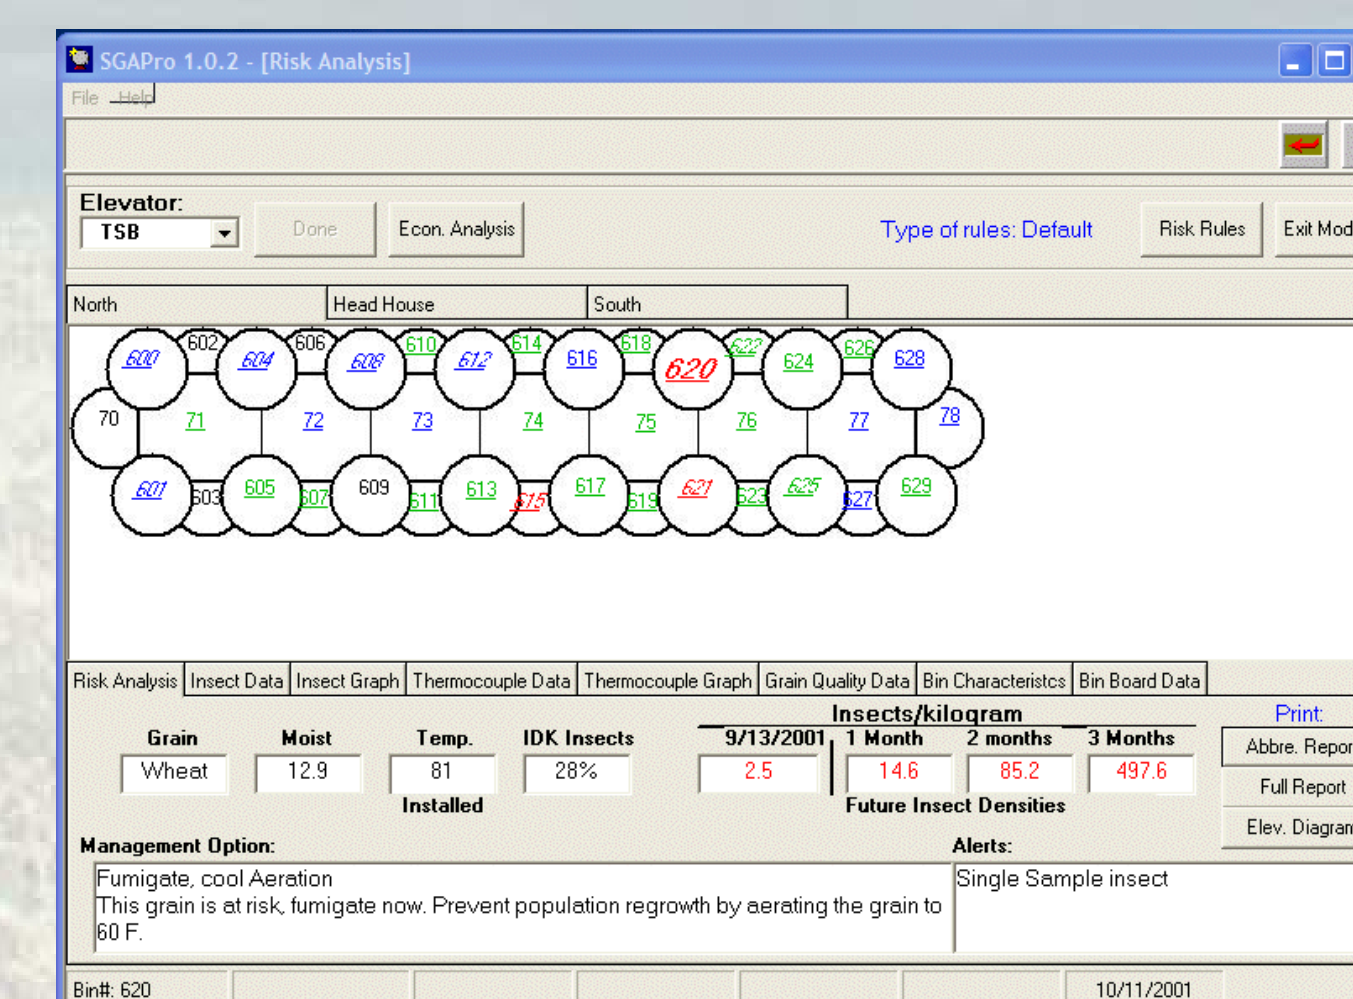 SGAPro 1.0.2 - [Risk Analysis]
File Help
Elevator:
TSB Done Econ. Analysis Type of rules: Default Risk Rules Exit Mod
North Head House South
600 602 604 606 608 610 612 614 616 618 620 622 624 626 628
70 71 72 73 74 75 76 77 78
601 603 605 607 609 611 613 615 617 619 621 623 625 627 629
Risk Analysis Insect Data Insect Graph Thermocouple Data Thermocouple Graph Grain Quality Data Bin Characteristcs Bin Board Data
Insects/kilogram Print:
Grain Moist Temp. IDK Insects 9/13/2001 1 Month 2 months 3 Months
Abbre. Repor
Wheat 12.9 81 28% 2.5 14.6 85.2 497.6
Full Report
Installed Future Insect Densities
Elev. Diagram
Management Option: Alerts:
Fumigate, cool Aeration
This grain is at risk, fumigate now. Prevent population regrowth by aerating the grain to
60 F.
Single Sample insect
Bin#: 620 10/11/2001